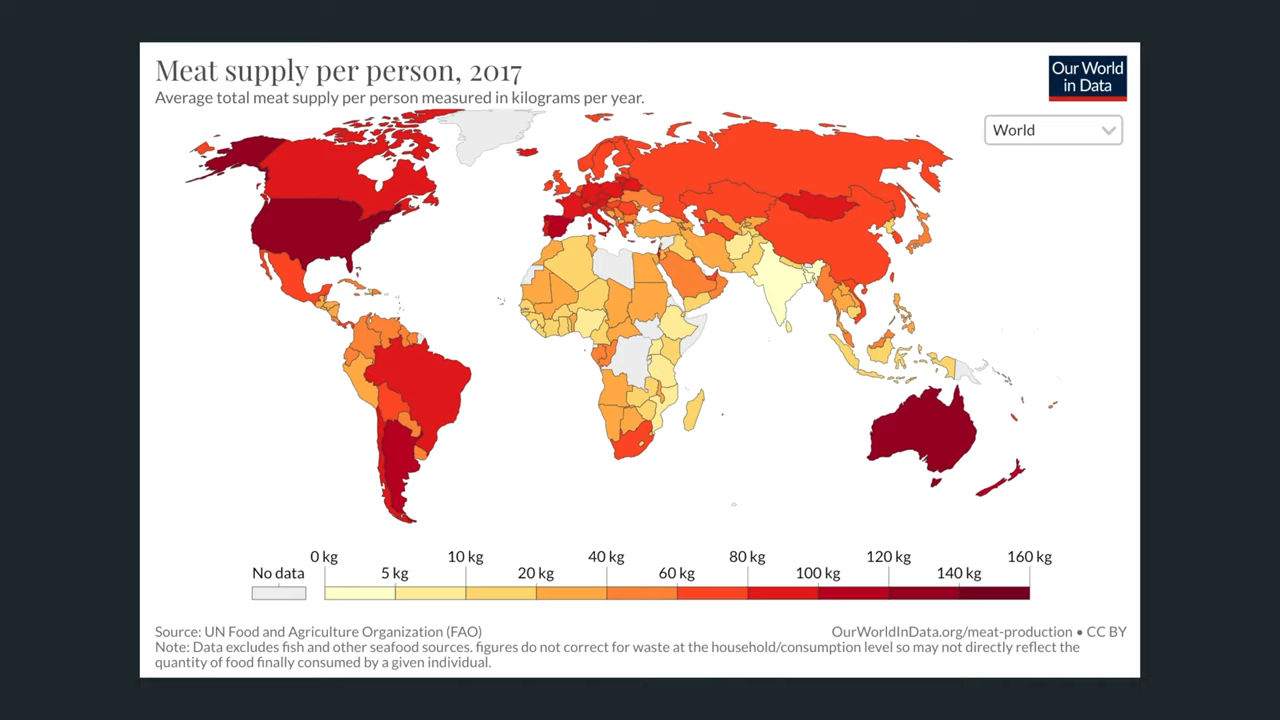 Meat supply per person, 2017
Average total meat supply per person measured in kilograms per year.
Our World
in Data
World
No data
0 kg
5 kg
10 kg
20 kg
40 kg
60 kg
80 kg
100 kg
120 kg
140 kg
160 kg
Source: UN Food and Agriculture Organization (FAO)
OurWorldInData.org/meat-production • CC BY
Note: Data excludes fish and other seafood sources. figures do not correct for waste at the household/consumption level so may not directly reflect the
quantity of food finally consumed by a given individual.